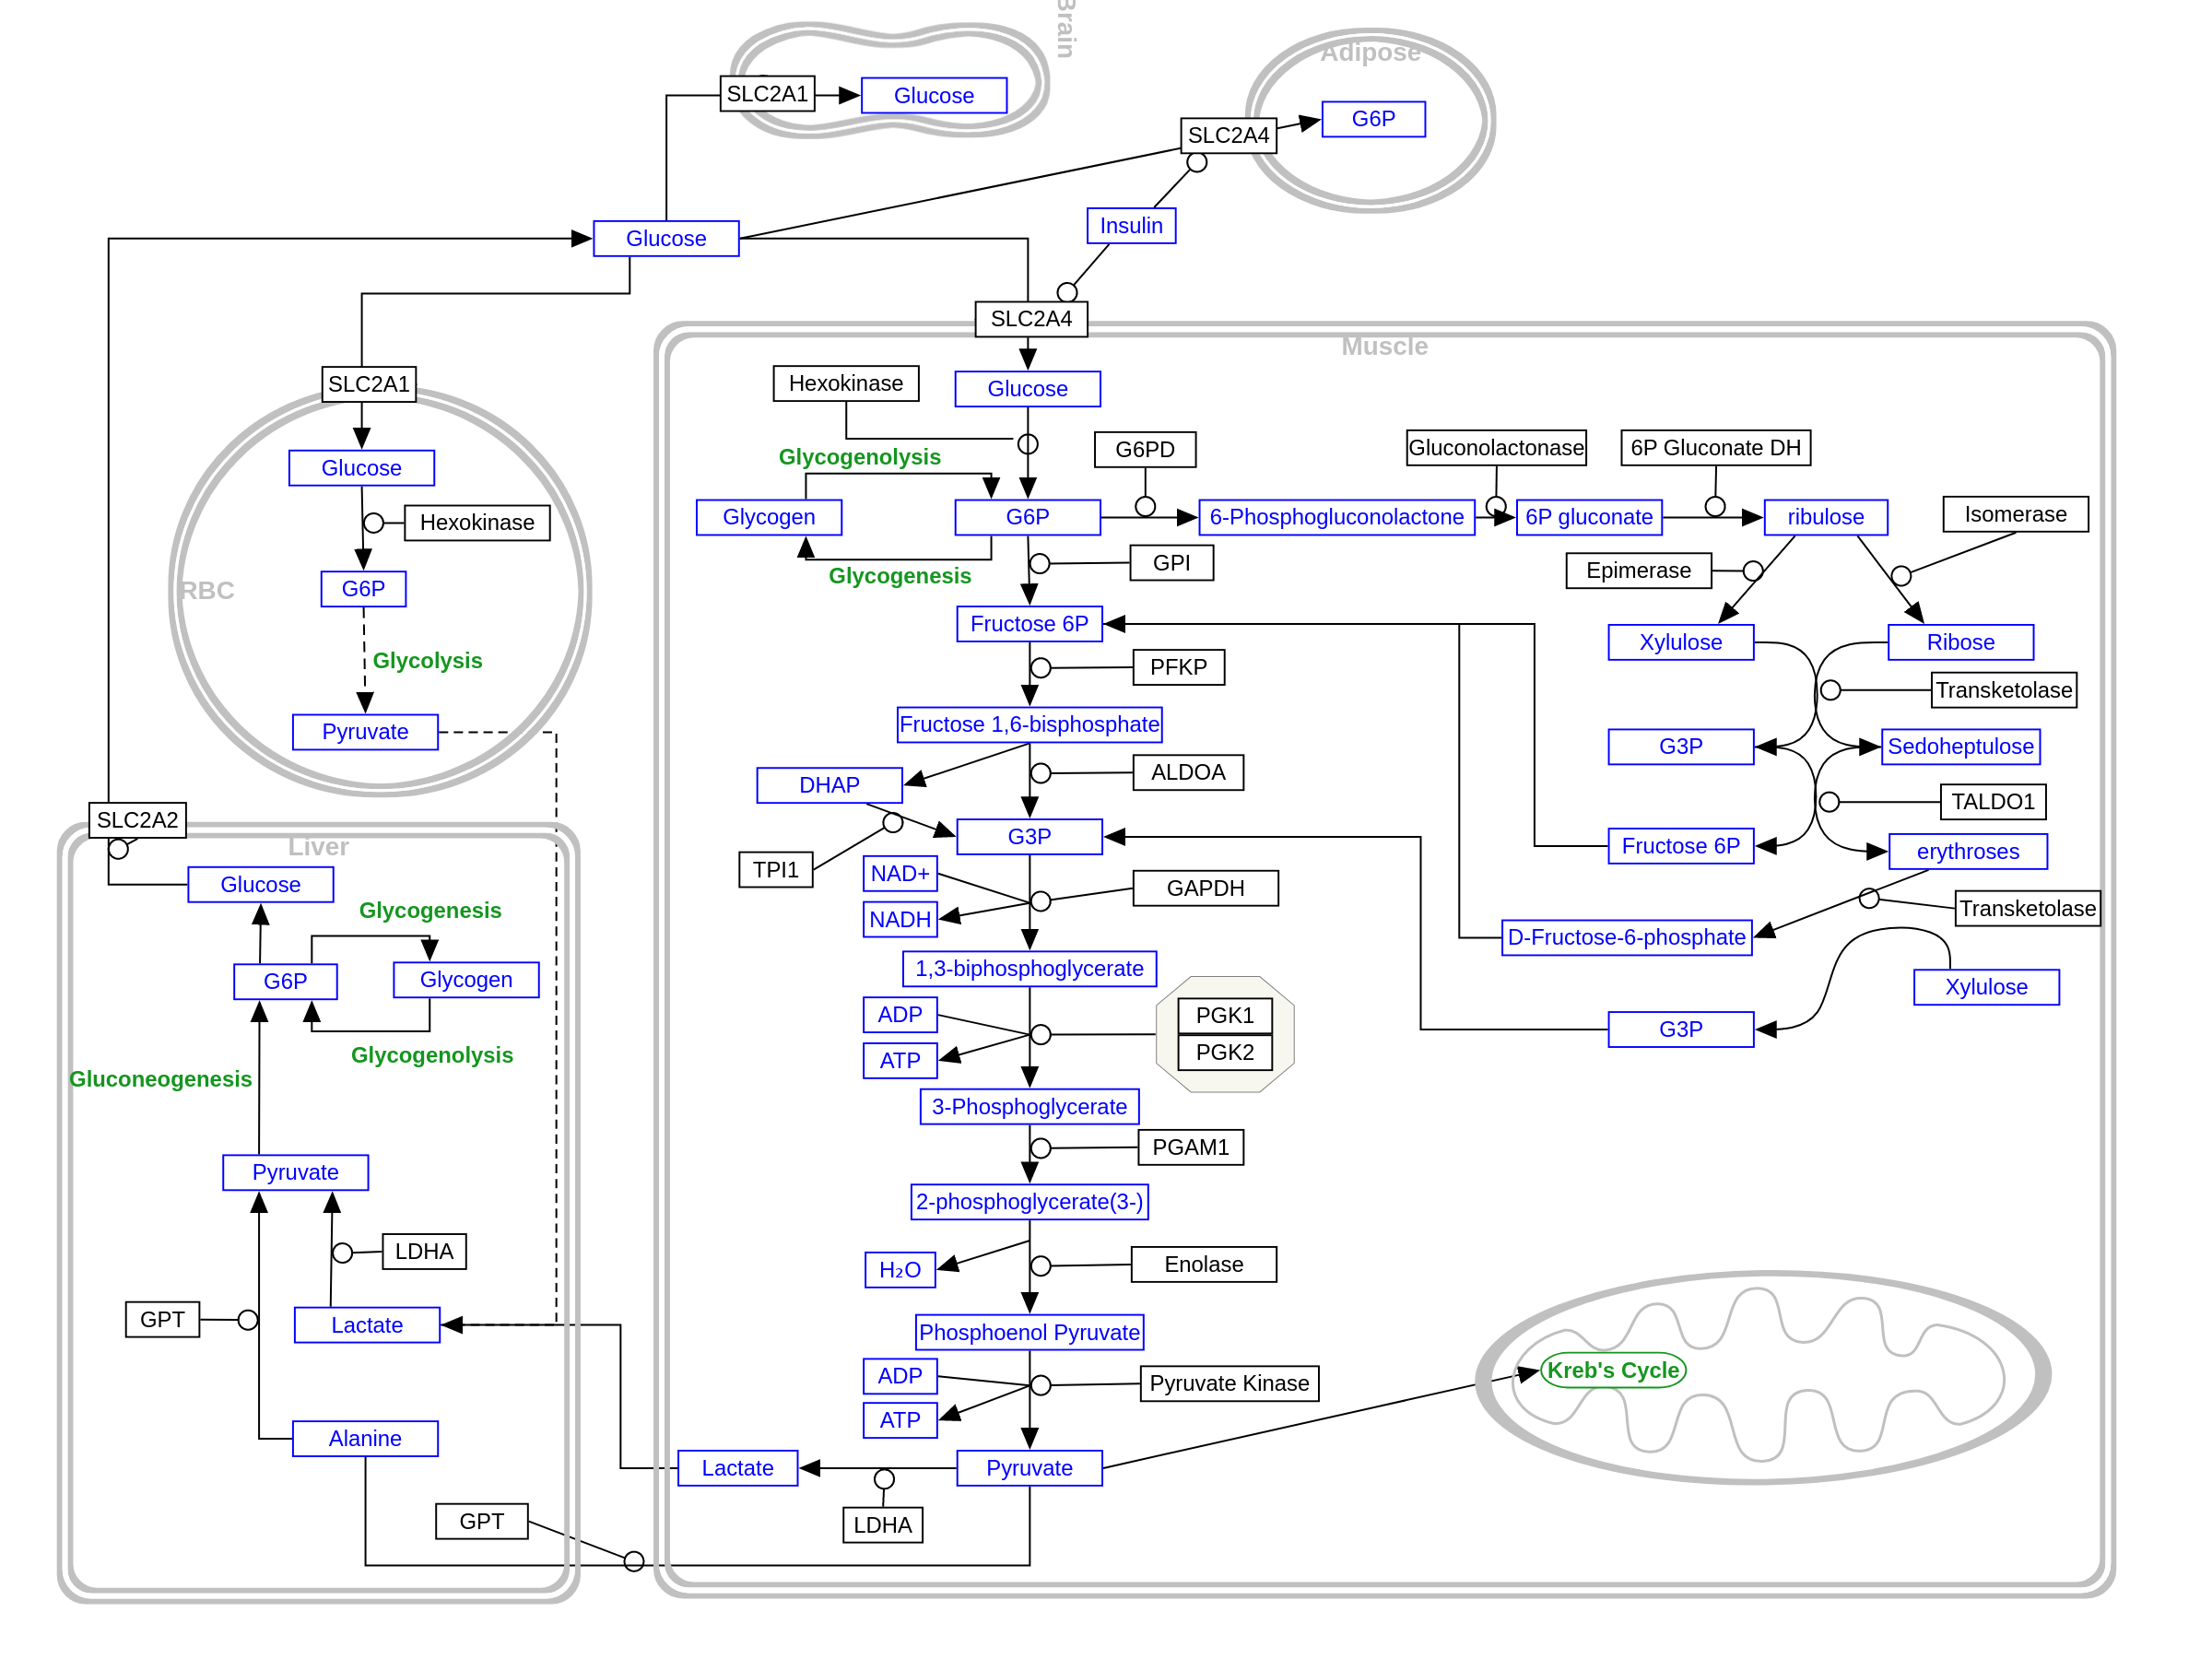 Brain
Adipose
SLC2A1
Glucose
G6P
SLC2A4
Insulin
Glucose
SLC2A4
Muscle
SLC2A1
Hexokinase
Glucose
Glucose
Glycogenolysis
G6PD
Gluconolactonase
6P Gluconate DH
Hexokinase
Glycogen
G6P
6-Phosphogluconolactone
6P gluconate
ribulose
Isomerase
GPI
Epimerase
Glycogenesis
G6P
RBC
Fructose 6P
Xylulose
Ribose
Glycolysis
PFKP
Transketolase
Pyruvate
Fructose 1,6-bisphosphate
G3P
Sedoheptulose
DHAP
ALDOA
TALDO1
SLC2A2
Liver
G3P
Fructose 6P
erythroses
TPI1
NAD+
GAPDH
Glucose
Glycogenesis
NADH
Transketolase
D-Fructose-6-phosphate
G6P
Glycogen
1,3-biphosphoglycerate
Xylulose
ADP
PGK1
G3P
Glycogenolysis
ATP
PGK2
Gluconeogenesis
3-Phosphoglycerate
PGAM1
Pyruvate
2-phosphoglycerate(3-)
LDHA
H₂O
Enolase
GPT
Lactate
Phosphoenol Pyruvate
ADP
Pyruvate Kinase
Kreb's Cycle
ATP
Alanine
Lactate
Pyruvate
GPT
LDHA